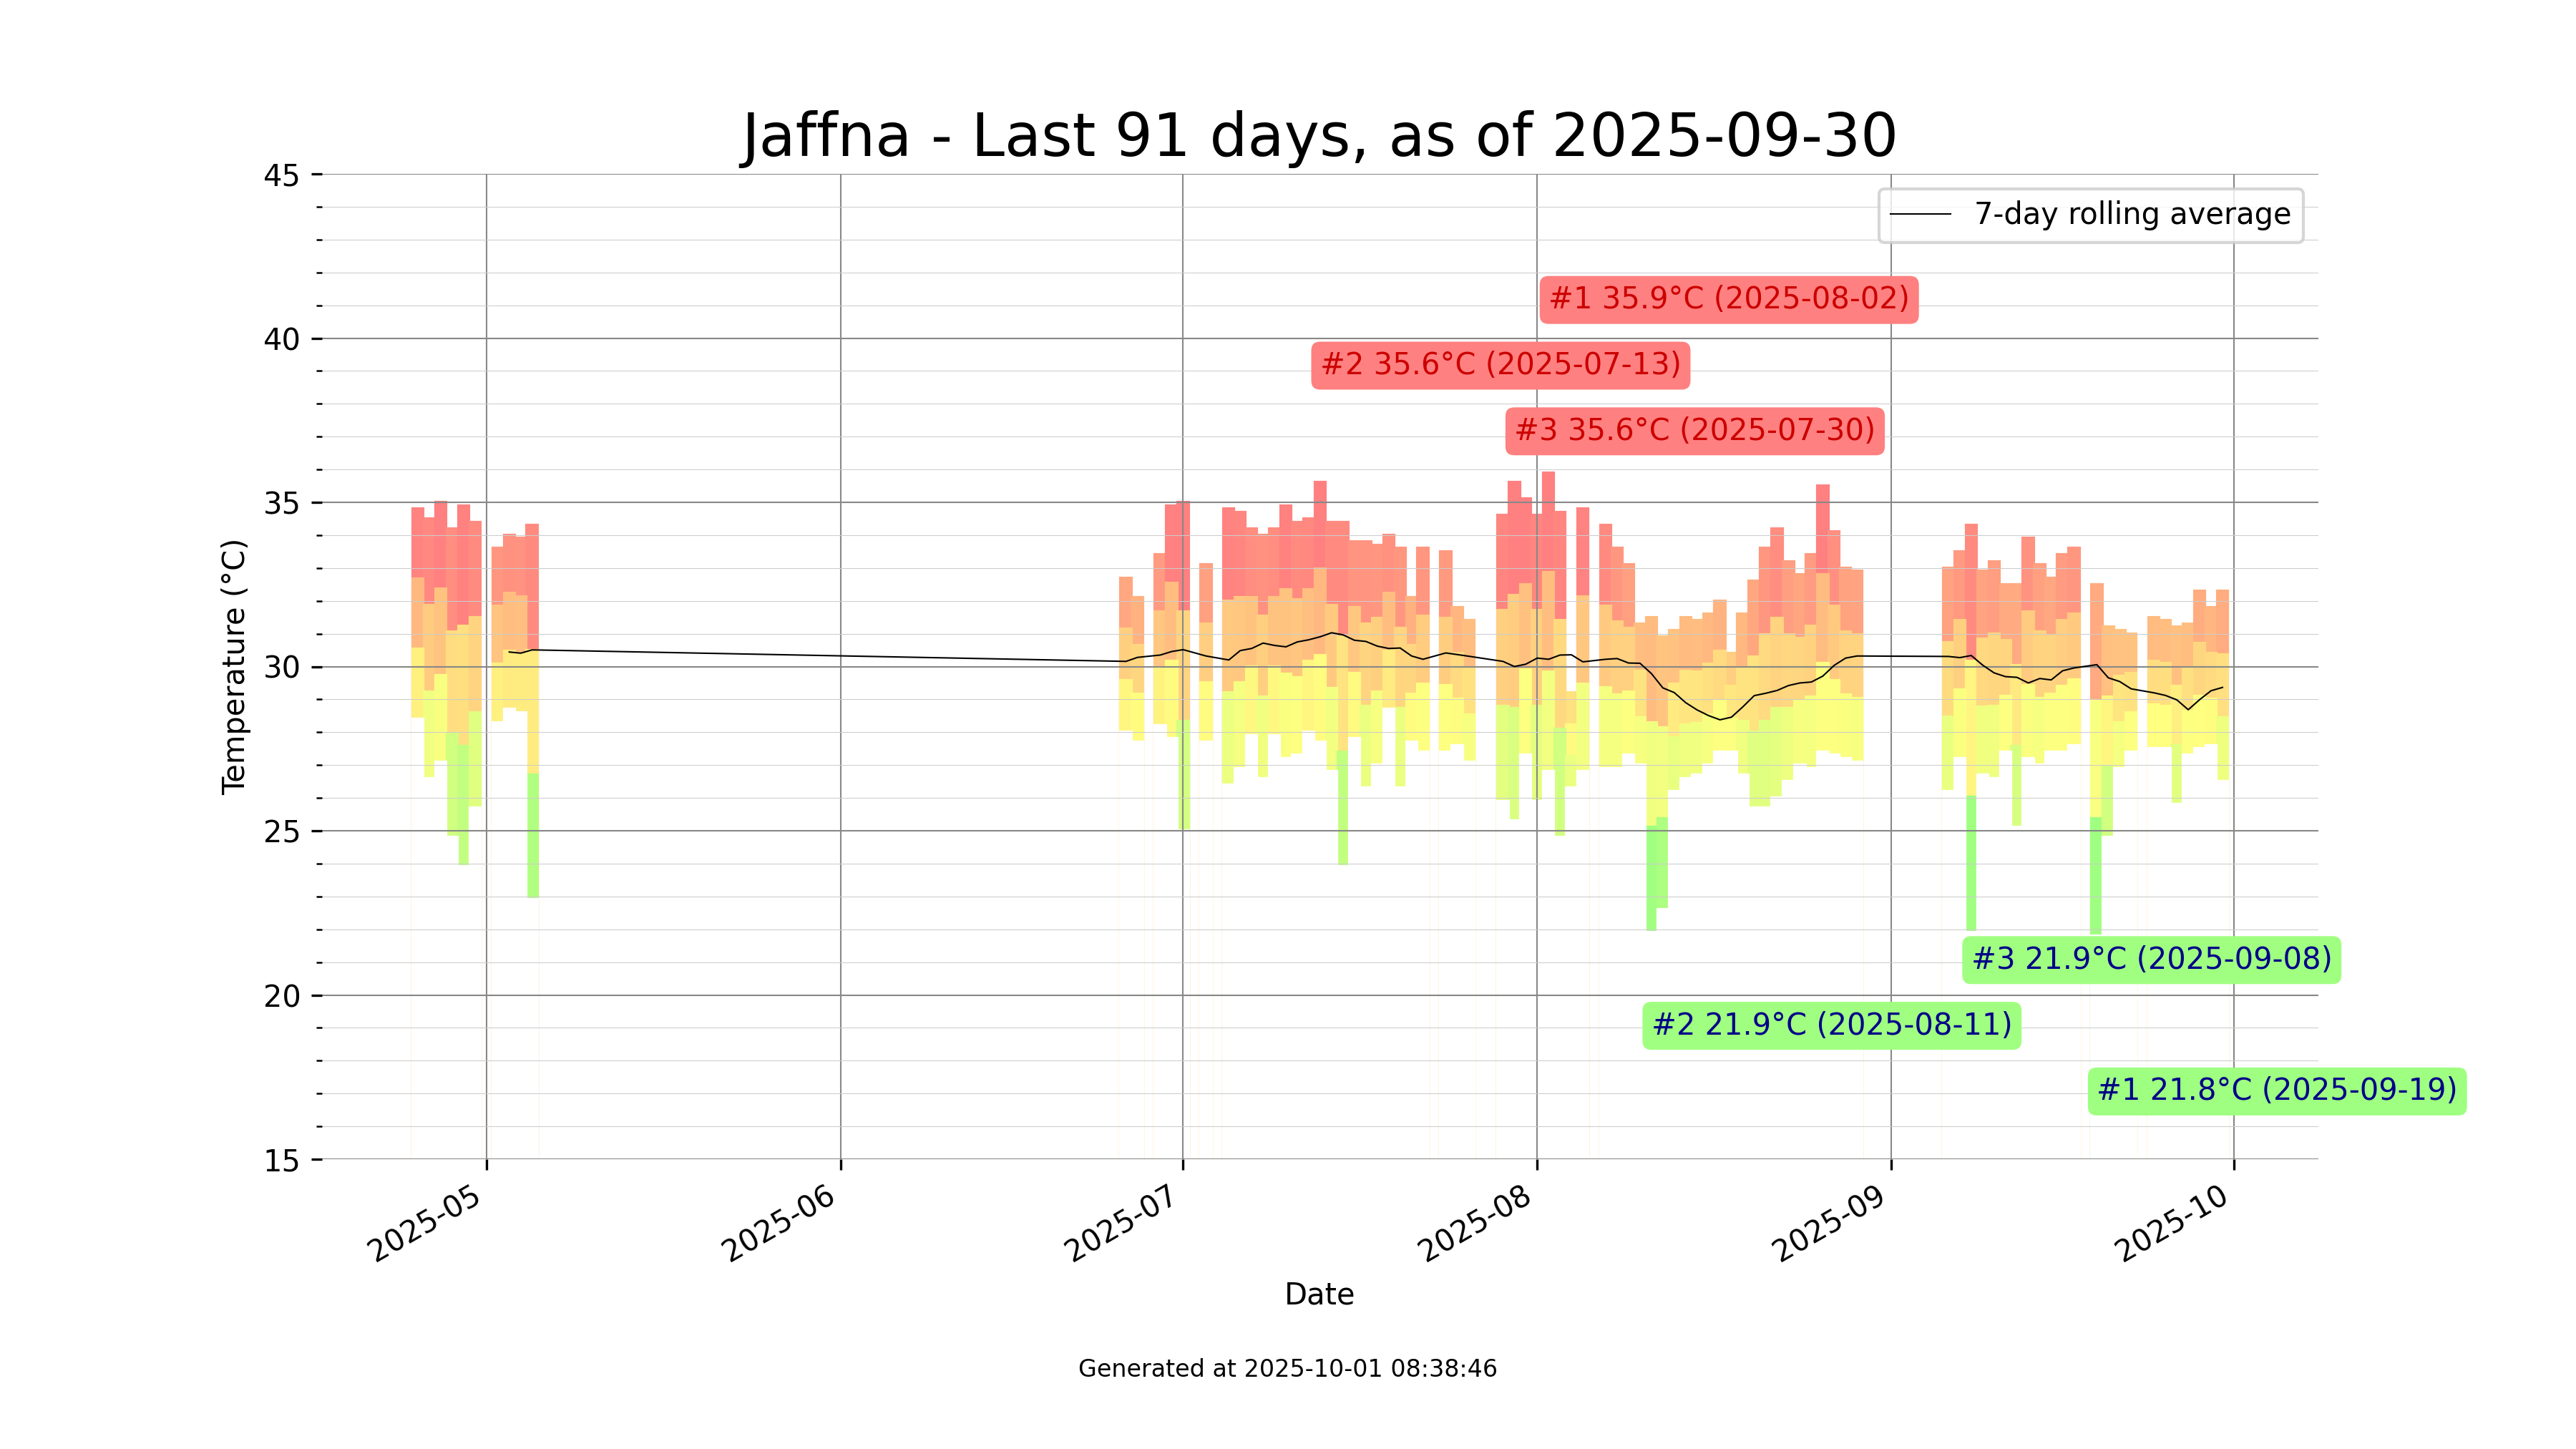 Jaffna - Last 91 days, as of 2025-09-30
7-day rolling average
#1 35.9°C (2025-08-02)
#2 35.6°C (2025-07-13)
#3 35.6°C (2025-07-30)
#3 21.9°C (2025-09-08)
#2 21.9°C (2025-08-11)
#1 21.8°C (2025-09-19)
Temperature (°C)
45
40
35
30
25
20
15
2025-05
2025-06
2025-07
2025-08
2025-09
2025-10
Date
Generated at 2025-10-01 08:38:46